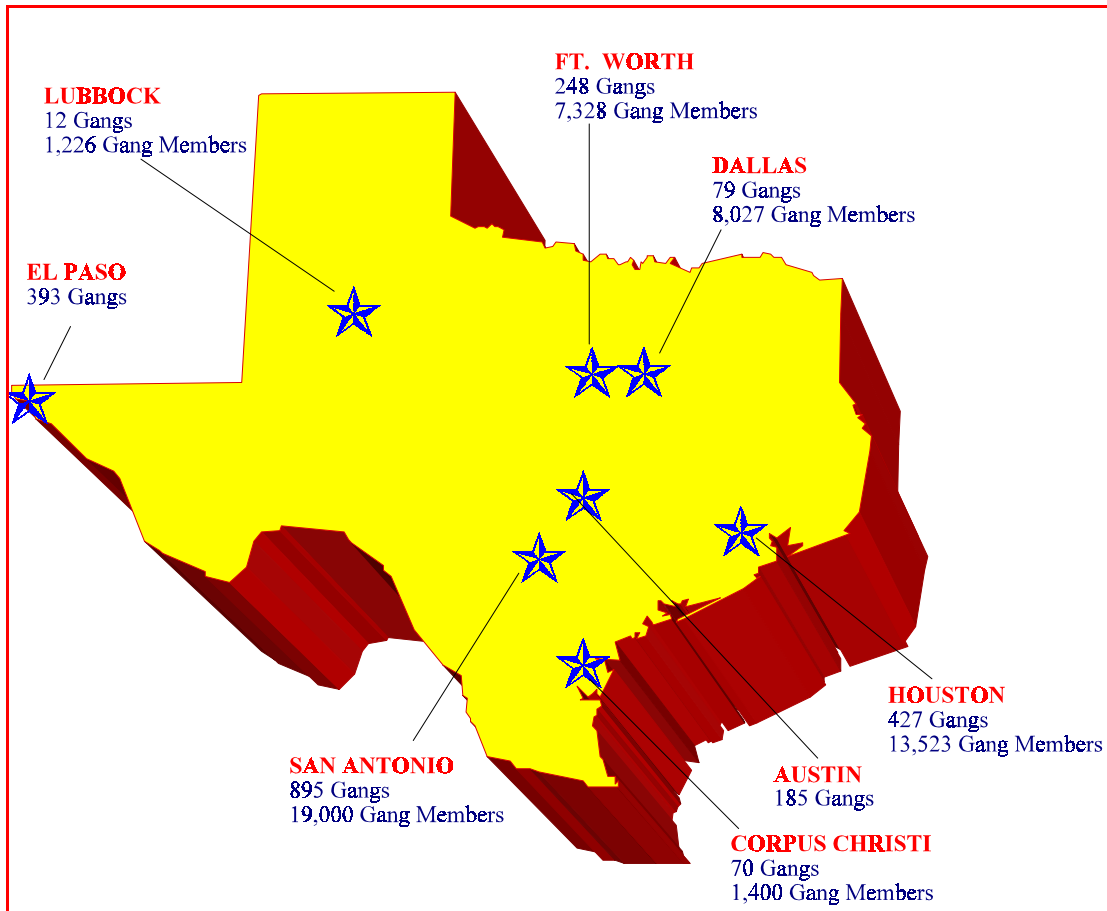 FT. WORTH
248 Gangs
7,328 Gang Members
LUBBOCK
12 Gangs
1,226 Gang Members
DALLAS
79 Gangs
8,027 Gang Members
EL PASO
393 Gangs
HOUSTON
427 Gangs
13,523 Gang Members
SAN ANTONIO
895 Gangs
19,000 Gang Members
AUSTIN
185 Gangs
CORPUS CHRISTI
70 Gangs
1,400 Gang Members